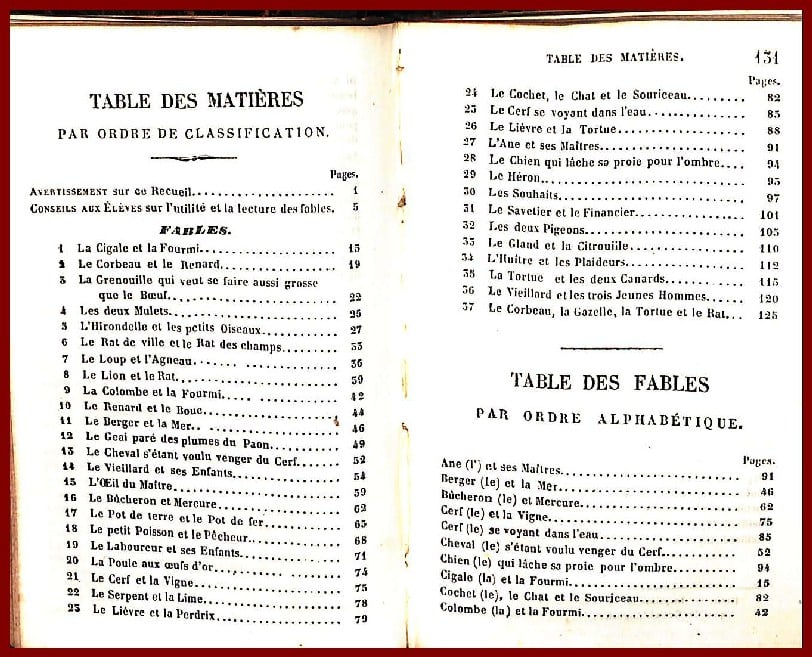 TABLE DES MATIÈRES
PAR ORDRE DE CLASSIFICATION.
Pages.
AVERTISSEMENT sur ce Recueil. 1
CONSEILS AUX ÉLÈVES sur l'utilité et la lecture des fables. 5
FABLES.
1 La Cigale et la Fourmi. 15
2 Le Corbeau et le Renard. 19
3 La Grenouille qui veut se faire aussi grosse
que le Bœuf. 22
4 Les deux Mulets. 25
5 L'Hirondelle et les petits Oiseaux. 27
6 Le Rat de ville et le Rat des champs. 33
7 Le Loup et l'Agneau. 36
8 Le Lion et le Rat. 39
9 La Colombe et la Fourmi. 42
10 Le Renard et le Bouc. 44
11 Le Berger et la Mer. 46
12 Le Geai paré des plumes du Paon. 49
13 Le Cheval s'étant voulu venger du Cerf. 52
14 Le Vieillard et ses Enfants. 54
15 L'Œil du Maître. 59
16 Le Bûcheron et Mercure. 62
17 Le Pot de terre et le Pot de fer. 65
18 Le petit Poisson et le Pêcheur. 68
19 Le Laboureur et ses Enfants. 71
20 La Poule aux œufs d'or. 74
21 Le Cerf et la Vigne. 75
22 Le Serpent et la Lime. 78
23 Le Lièvre et la Perdrix. 79
TABLE DES MATIÈRES. 131
Pages.
24 Le Cochet, le Chat et le Souriceau. 82
25 Le Cerf se voyant dans l'eau. 85
26 Le Lièvre et la Tortue. 88
27 L'Ane et ses Maîtres. 91
28 Le Chien qui lâche sa proie pour l'ombre. 94
29 Le Héron. 95
30 Les Souhaits. 97
31 Le Savetier et le Financier. 101
32 Les deux Pigeons. 105
33 Le Gland et la Citrouille. 110
34 L'Huitre et les Plaideurs. 112
35 La Tortue et les deux Canards. 115
36 Le Vieillard et les trois Jeunes Hommes. 120
37 Le Corbeau, la Gazelle, la Tortue et le Rat. 125
TABLE DES FABLES
PAR ORDRE ALPHABÉTIQUE.
Pages.
Ane (l') et ses Maîtres. 91
Berger (le) et la Mer. 46
Bûcheron (le) et Mercure. 62
Cerf (le) et la Vigne. 75
Cerf (le) se voyant dans l'eau. 85
Cheval (le) s'étant voulu venger du Cerf. 52
Chien (le) qui lâche sa proie pour l'ombre. 94
Cigale (la) et la Fourmi. 15
Cochet (le), le Chat et le Souriceau. 82
Colombe (la) et la Fourmi. 42